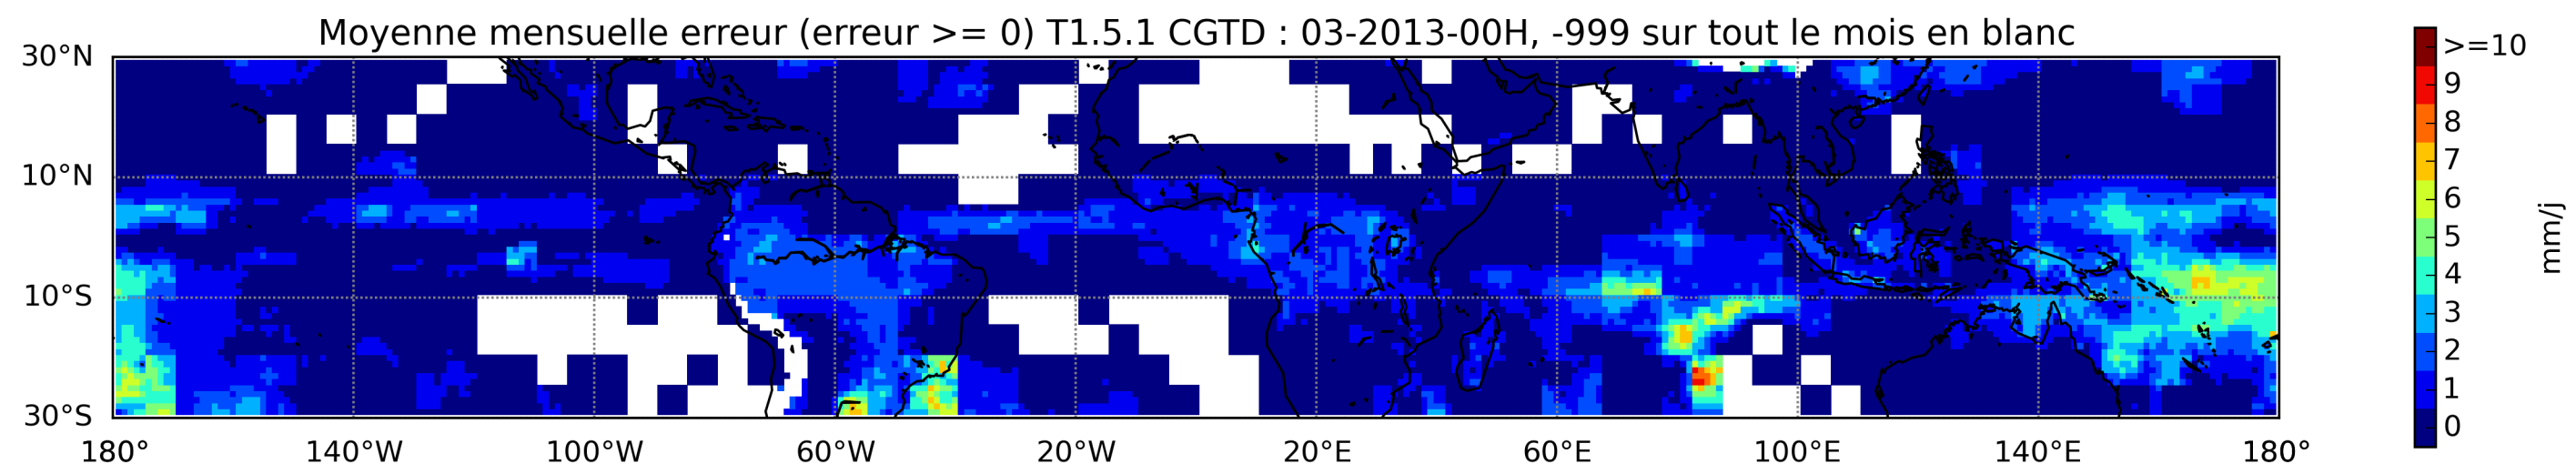 Moyenne mensuelle erreur (erreur >= 0) T1.5.1 CGTD : 03-2013-00H, -999 sur tout le mois en blanc
30°N
10°N
10°S
30°S
180° 140°W 100°W 60°W 20°W 20°E 60°E 100°E 140°E 180°
>=10
9
8
7
6
5
4
3
2
1
0
mm/j